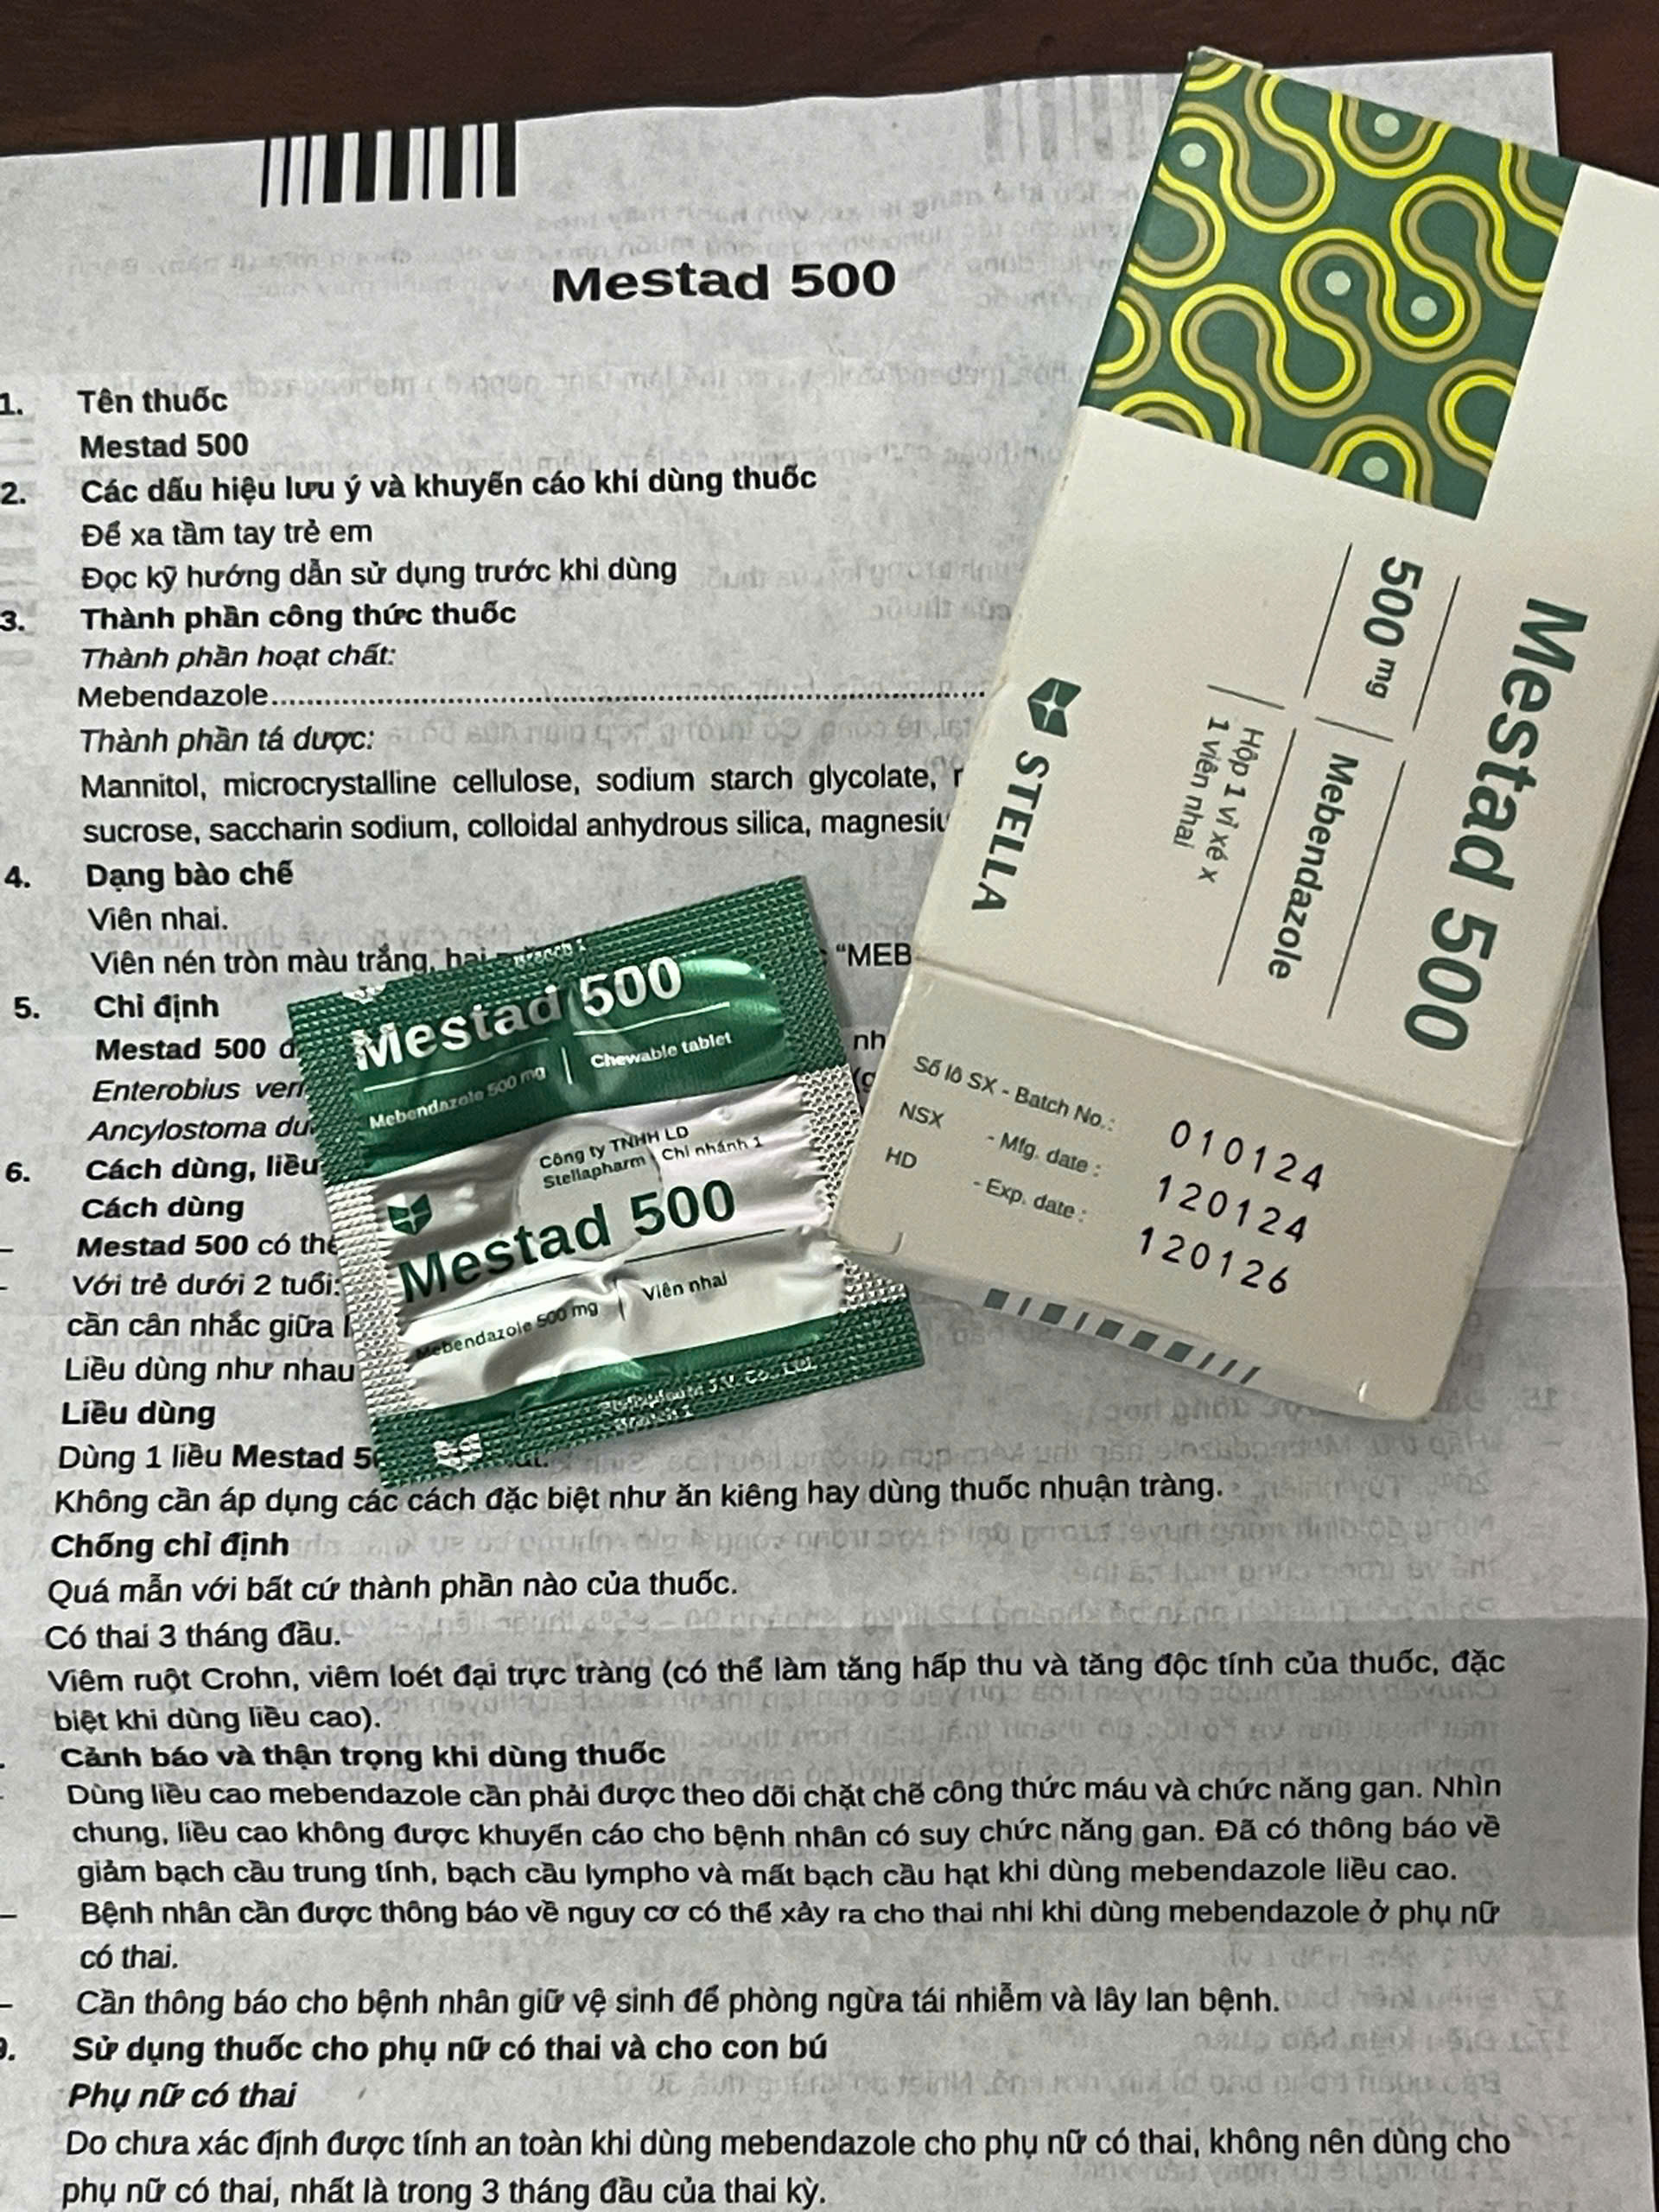 Mestad 500
1. Tên thuốc
Mestad 500
2. Các dấu hiệu lưu ý và khuyến cáo khi dùng thuốc
Để xa tầm tay trẻ em
Đọc kỹ hướng dẫn sử dụng trước khi dùng
3. Thành phần công thức thuốc
Thành phần hoạt chất:
Mebendazole
Thành phần tá dược:
Mannitol, microcrystalline cellulose, sodium starch glycolate,
sucrose, saccharin sodium, colloidal anhydrous silica,
4. Dạng bào chế
Viên nhai.
Viên nén tròn màu trắng, hai “MEB
5. Chỉ định
Mestad 500
Enterobius
Ancylostoma
6. Cách dùng, liều
Cách dùng
– Mestad 500 có
– Với trẻ dưới 2 tuổi:
cần cân nhắc giữa
Liều dùng như nhau
Liều dùng
Dùng 1 liều Mestad
Không cần áp dụng các cách đặc biệt như ăn kiêng hay dùng thuốc nhuận tràng.
Chống chỉ định
Quá mẫn với bất cứ thành phần nào của thuốc.
Có thai 3 tháng đầu.
Viêm ruột Crohn, viêm loét đại trực tràng (có thể làm tăng hấp thu và tăng độc tính của thuốc, đặc
biệt khi dùng liều cao).
Cảnh báo và thận trọng khi dùng thuốc
Dùng liều cao mebendazole cần phải được theo dõi chặt chẽ công thức máu và chức năng gan. Nhìn
chung, liều cao không được khuyến cáo cho bệnh nhân có suy chức năng gan. Đã có thông báo về
giảm bạch cầu trung tính, bạch cầu lympho và mất bạch cầu hạt khi dùng mebendazole liều cao.
– Bệnh nhân cần được thông báo về nguy cơ có thể xảy ra cho thai nhi khi dùng mebendazole ở phụ nữ
có thai.
– Cần thông báo cho bệnh nhân giữ vệ sinh để phòng ngừa tái nhiễm và lây lan bệnh.
9. Sử dụng thuốc cho phụ nữ có thai và cho con bú
Phụ nữ có thai
Do chưa xác định được tính an toàn khi dùng mebendazole cho phụ nữ có thai, không nên dùng cho
phụ nữ có thai, nhất là trong 3 tháng đầu của thai kỳ.
Mestad 500
500 mg | Mebendazole
Hộp 1 vỉ xé x
1 viên nhai
STELLA
Số lô SX - Batch No.: 010124
NSX - Mfg. date : 120124
HD - Exp. date : 120126
Branch 1
Mestad 500
Mebendazole 500 mg | Chewable tablet
Công ty TNHH LD
Stellapharm - Chi nhánh 1
Mestad 500
Mebendazole 500 mg | Viên nhai
Stellapharm J.V. Co., Ltd.
Branch 1